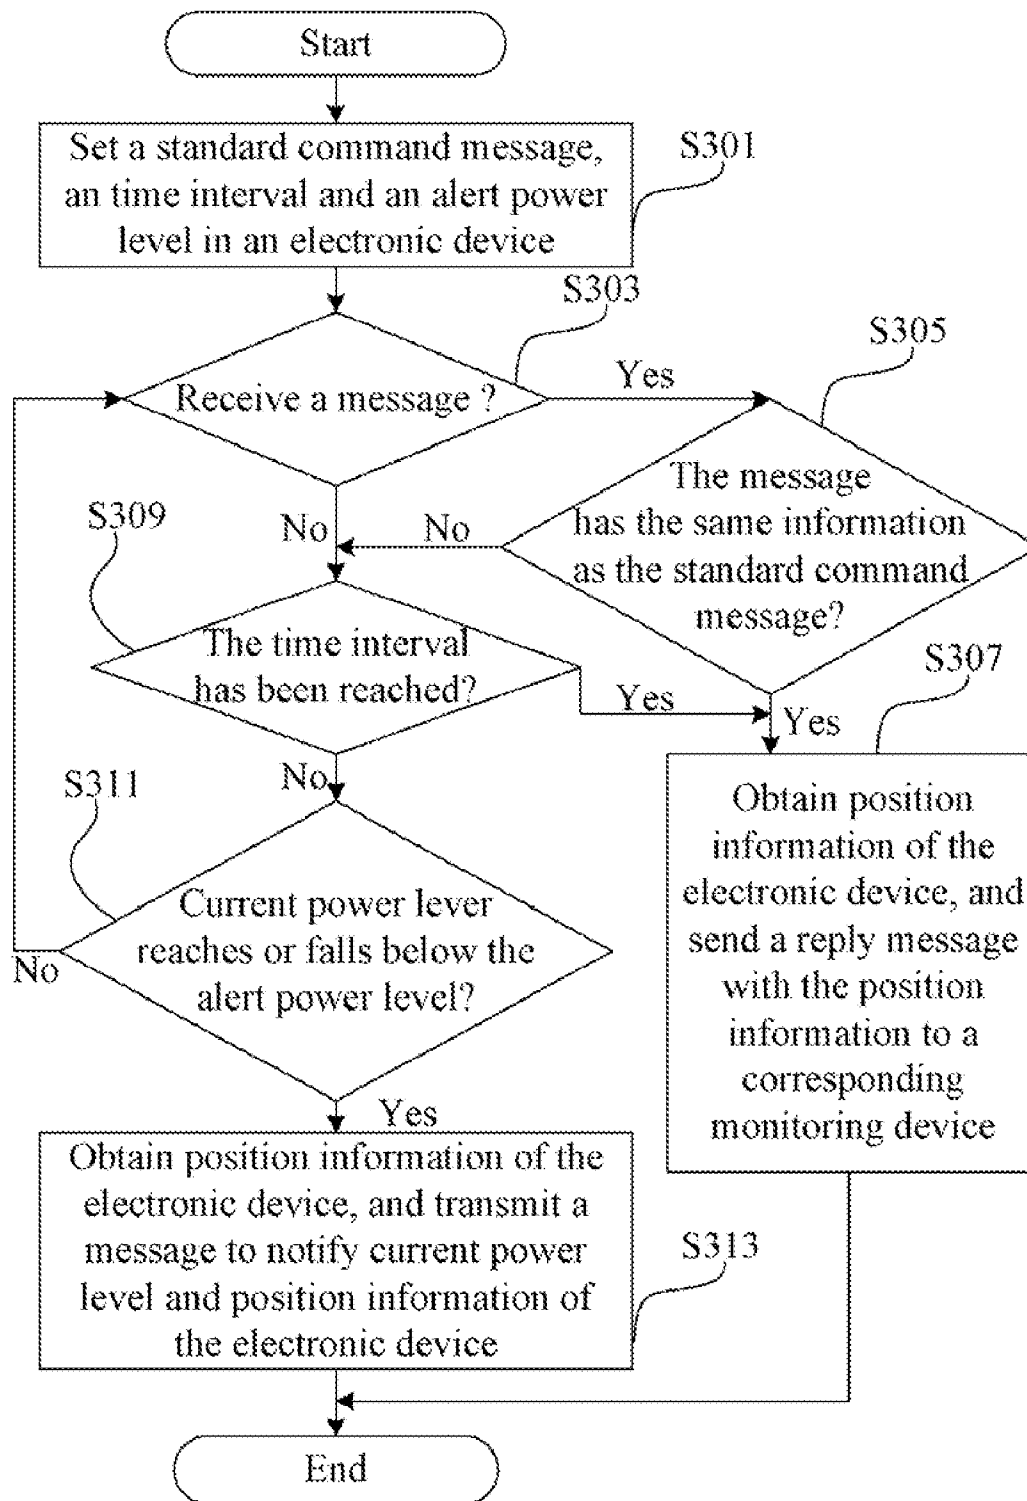 Start
Set a standard command message,
an time interval and an alert power
level in an electronic device
S301
S303
Receive a message ?
Yes
S305
The message
has the same information
as the standard command
message?
No
No
S309
The time interval
has been reached?
Yes
Yes
S307
Obtain position
information of the
electronic device, and
send a reply message
with the position
information to a
corresponding
monitoring device
No
S311
Current power lever
reaches or falls below the
alert power level?
No
Yes
Obtain position information of the
electronic device, and transmit a
message to notify current power
level and position information of
the electronic device
S313
End